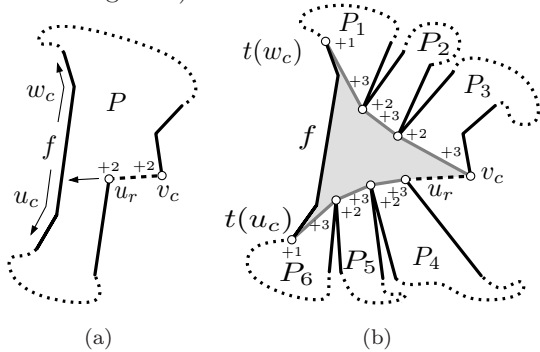 w_c
P
f
+2 +2
u_c
u_r v_c
(a)
P_1
+1
t(w_c)
P_2
+3
+2
+3
P_3
+2
f
+3
v_c
+3
u_r
+3
+2
+2
t(u_c)
+3
+1
P_6 P_5 P_4
(b)